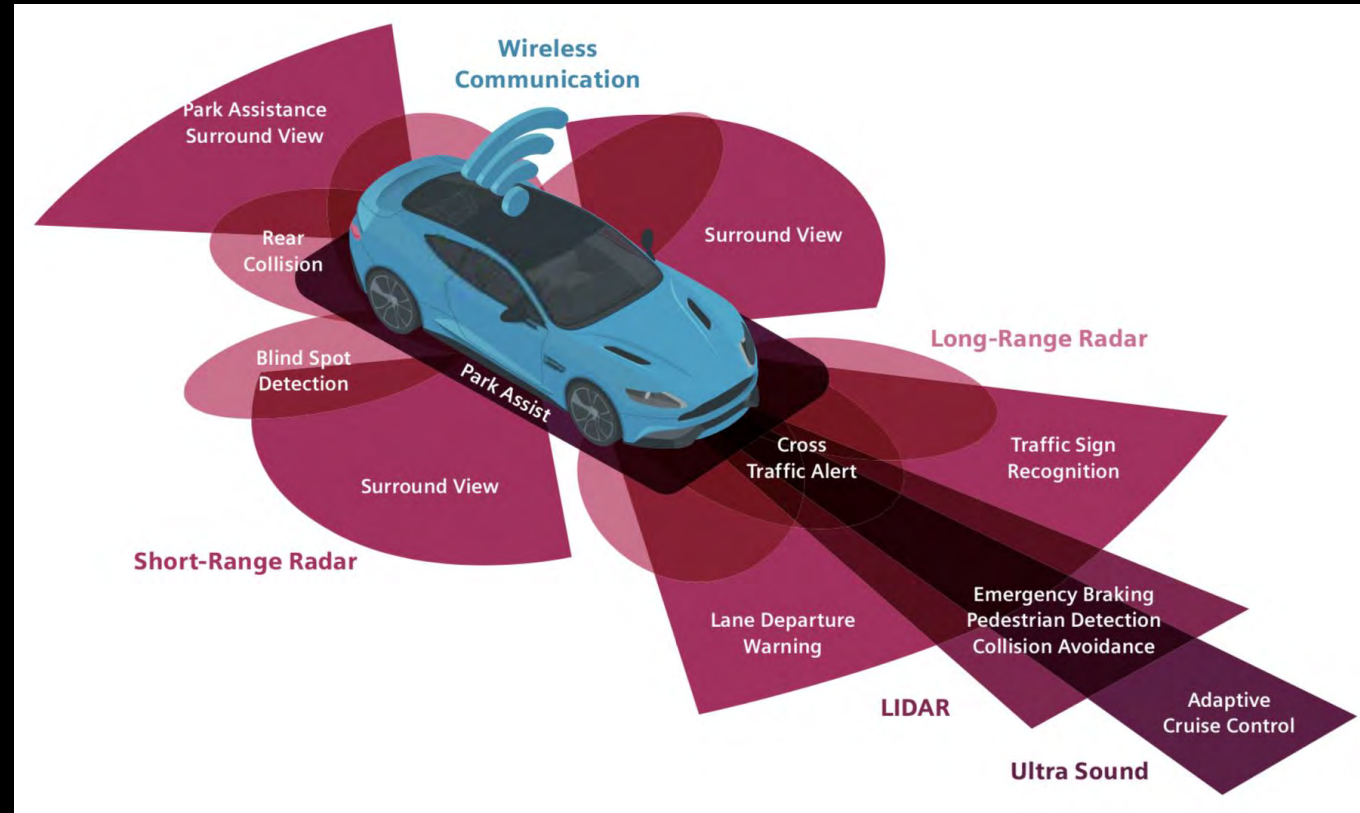 Wireless
Communication
Park Assistance
Surround View
Surround View
Rear
Collision
Long-Range Radar
Blind Spot
Detection
Park Assist
Cross
Traffic Alert
Traffic Sign
Recognition
Surround View
Short-Range Radar
Emergency Braking
Pedestrian Detection
Collision Avoidance
Lane Departure
Warning
LIDAR
Adaptive
Cruise Control
Ultra Sound